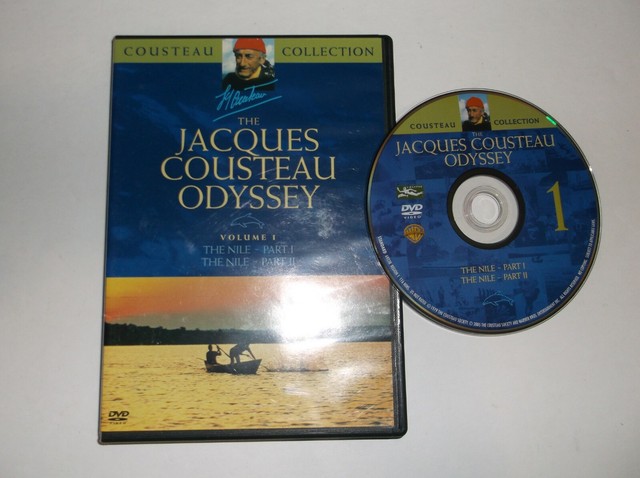 COUSTEAU COLLECTION
THE
JACQUES
COUSTEAU
ODYSSEY
VOLUME I
THE NILE – PART I
THE NILE – PART II
DVD
COUSTEAU COLLECTION
THE
JACQUES COUSTEAU
ODYSSEY
DVD
VIDEO
1
THE NILE – PART I
THE NILE – PART II